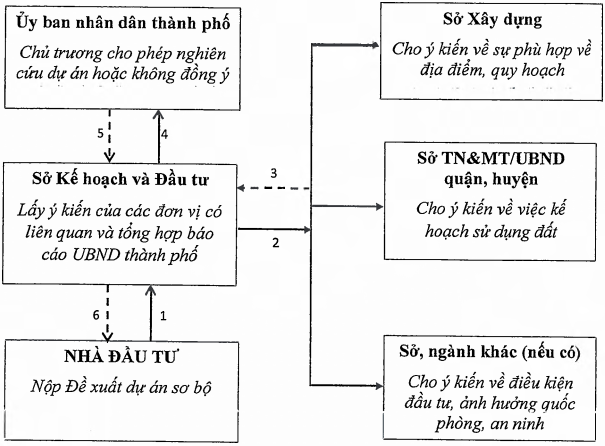 Ủy ban nhân dân thành phố
Chủ trương cho phép nghiên
cứu dự án hoặc không đồng ý
5
4
Sở Kế hoạch và Đầu tư
Lấy ý kiến của các đơn vị có
liên quan và tổng hợp báo
cáo UBND thành phố
3
2
6
1
NHÀ ĐẦU TƯ
Nộp Đề xuất dự án sơ bộ
Sở Xây dựng
Cho ý kiến về sự phù hợp về
địa điểm, quy hoạch
Sở TN&MT/UBND
quận, huyện
Cho ý kiến về việc kế
hoạch sử dụng đất
Sở, ngành khác (nếu có)
Cho ý kiến về điều kiện
đầu tư, ảnh hưởng quốc
phòng, an ninh